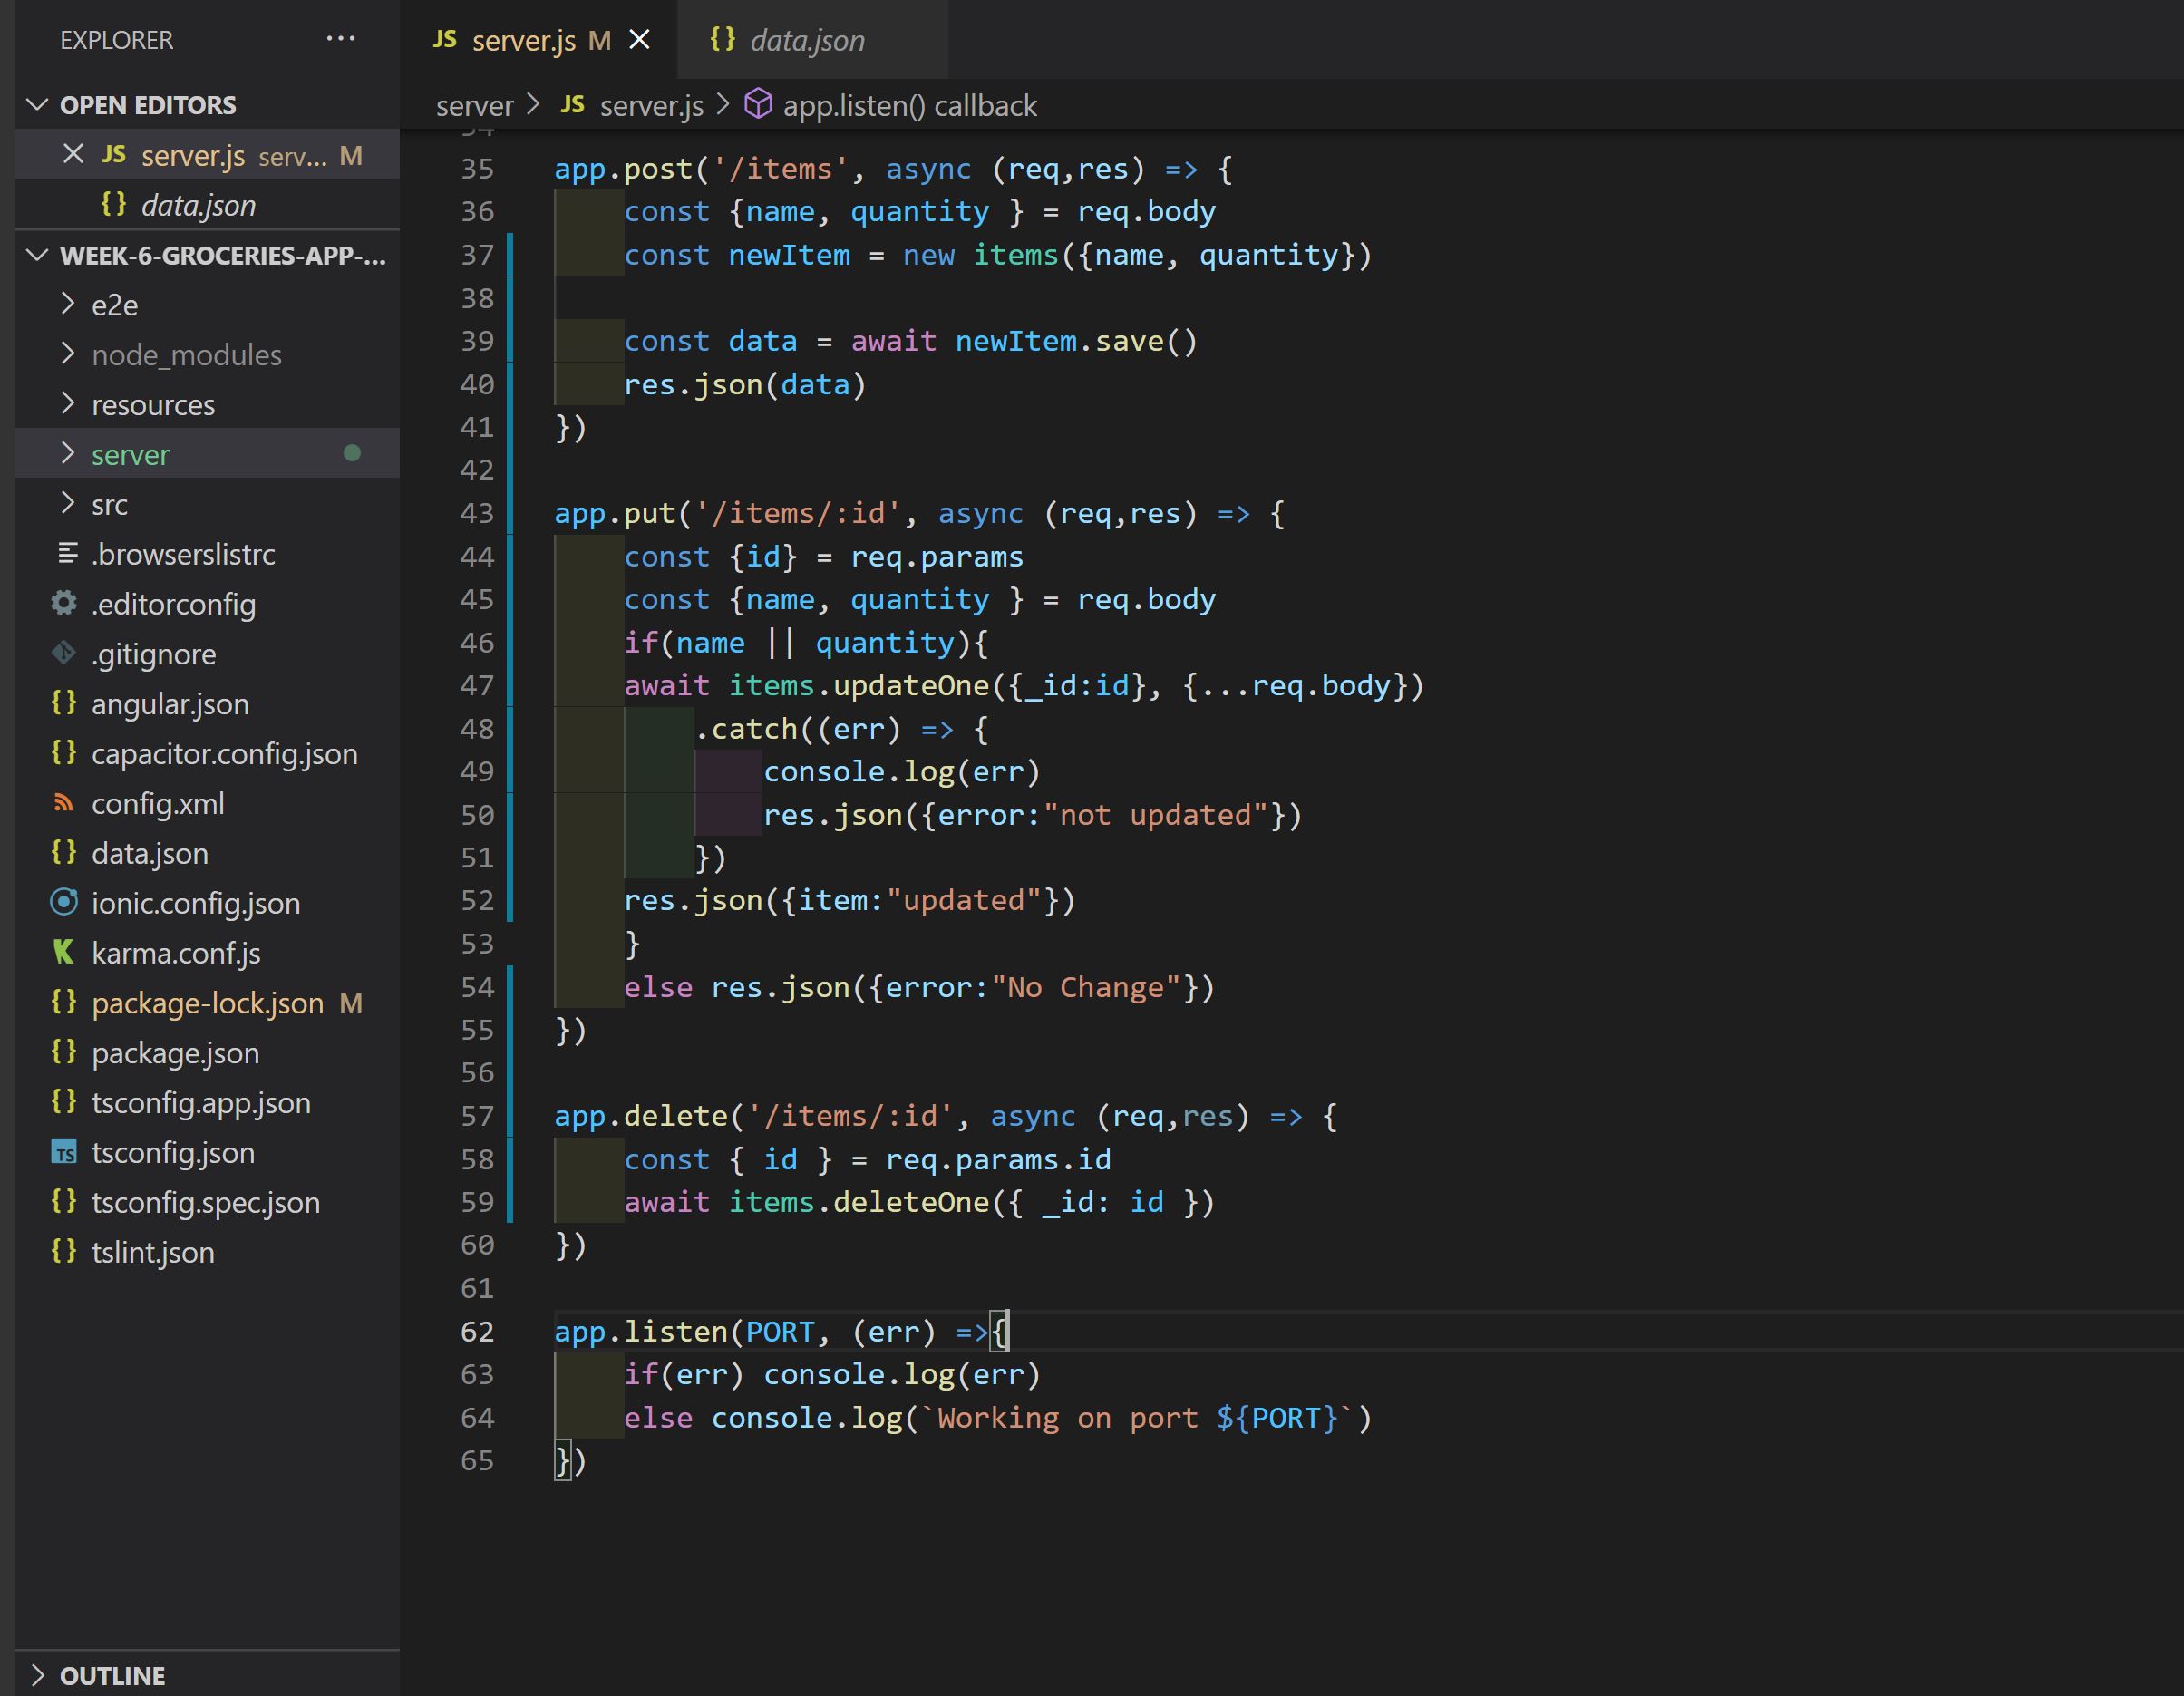 EXPLORER ...
OPEN EDITORS
JS server.js serv... M
{} data.json
WEEK-6-GROCERIES-APP-...
e2e
node_modules
resources
server
src
.browserslistrc
.editorconfig
.gitignore
{} angular.json
{} capacitor.config.json
config.xml
{} data.json
ionic.config.json
K karma.conf.js
{} package-lock.json M
{} package.json
{} tsconfig.app.json
TS tsconfig.json
{} tsconfig.spec.json
{} tslint.json
OUTLINE
JS server.js M {} data.json
server > JS server.js > app.listen() callback
34
35 app.post('/items', async (req,res) => {
36 const {name, quantity } = req.body
37 const newItem = new items({name, quantity})
38
39 const data = await newItem.save()
40 res.json(data)
41 })
42
43 app.put('/items/:id', async (req,res) => {
44 const {id} = req.params
45 const {name, quantity } = req.body
46 if(name || quantity){
47 await items.updateOne({_id:id}, {...req.body})
48 .catch((err) => {
49 console.log(err)
50 res.json({error:"not updated"})
51 })
52 res.json({item:"updated"})
53 }
54 else res.json({error:"No Change"})
55 })
56
57 app.delete('/items/:id', async (req,res) => {
58 const { id } = req.params.id
59 await items.deleteOne({ _id: id })
60 })
61
62 app.listen(PORT, (err) =>{
63 if(err) console.log(err)
64 else console.log(`Working on port ${PORT}`)
65 })